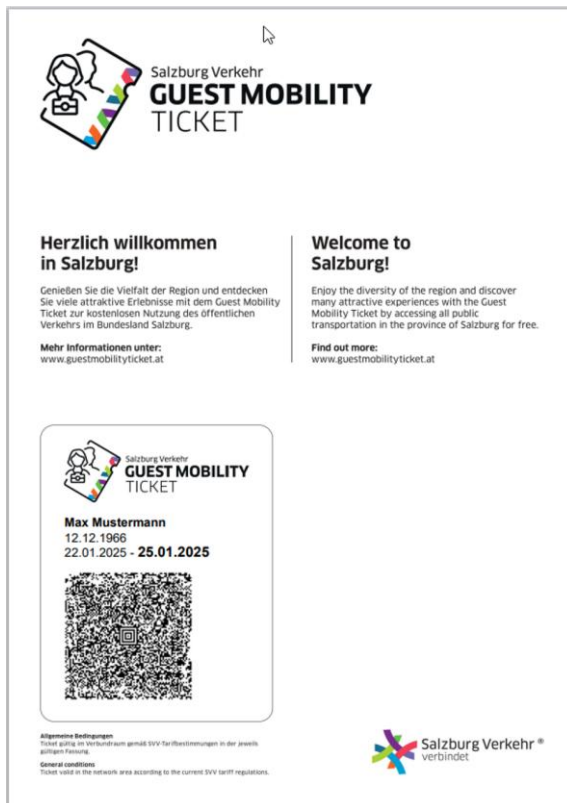 Salzburg Verkehr
GUEST MOBILITY
TICKET
Herzlich willkommen
in Salzburg!
Genießen Sie die Vielfalt der Region und entdecken
Sie viele attraktive Erlebnisse mit dem Guest Mobility
Ticket zur kostenlosen Nutzung des öffentlichen
Verkehrs im Bundesland Salzburg.
Mehr Informationen unter:
www.guestmobilityticket.at
Welcome to
Salzburg!
Enjoy the diversity of the region and discover
many attractive experiences with the Guest
Mobility Ticket by accessing all public
transportation in the province of Salzburg for free.
Find out more:
www.guestmobilityticket.at
Salzburg Verkehr
GUEST MOBILITY
TICKET
Max Mustermann
12.12.1966
22.01.2025 - 25.01.2025
Allgemeine Bedingungen
Ticket gültig im Verbundraum gemäß SVV-Tarifbestimmungen in der jeweils
gültigen Fassung.
General conditions
Ticket valid in the network area according to the current SVV tariff regulations.
Salzburg Verkehr ®
verbindet